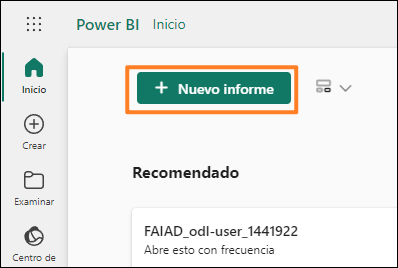 Power BI Inicio
Inicio
+ Nuevo informe
Crear
Recomendado
Examinar
FAIAD_odl-user_1441922
Abre esto con frecuencia
Centro de